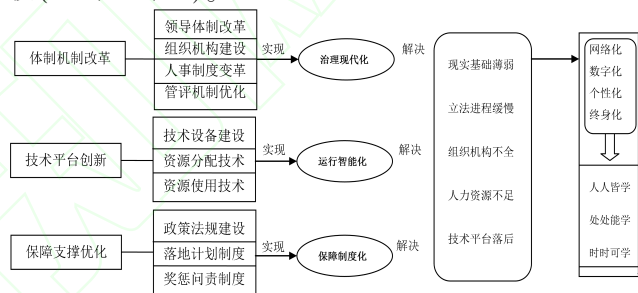 体制机制改革
领导体制改革
组织机构建设
人事制度变革
管评机制优化
实现
治理现代化
解决
技术平台创新
技术设备建设
资源分配技术
资源使用技术
实现
运行智能化
解决
保障支撑优化
政策法规建设
落地计划制度
奖惩问责制度
实现
保障制度化
解决
现实基础薄弱
立法进程缓慢
组织机构不全
人力资源不足
技术平台落后
网络化
数字化
个性化
终身化
人人皆学
处处能学
时时可学